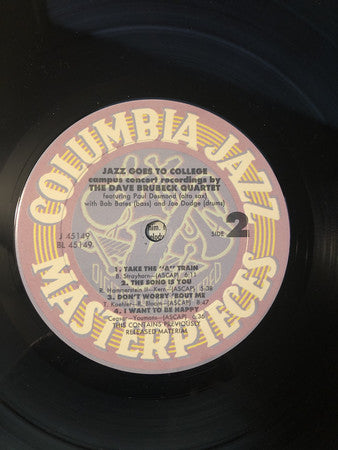 COLUMBIA JAZZ
MASTERPIECES
JAZZ GOES TO COLLEGE
campus concert recordings by
THE DAVE BRUBECK QUARTET
featuring Paul Desmond (alto sax)
with Bob Bates (bass) and Joe Dodge (drums)
J 45149
BL 45149
SIDE 2
1. TAKE THE "A" TRAIN
B. Strayhorn-(ASCAP) 6:11
2. THE SONG IS YOU
R. Hammerstein II-Kern-(ASCAP) 5:38
3. DON'T WORRY 'BOUT ME
T. Koehler-R. Bloom-(ASCAP) 8:47
4. I WANT TO BE HAPPY
Caesar-Youmans-(ASCAP) 6:36
THIS CONTAINS PREVIOUSLY
RELEASED MATERIAL